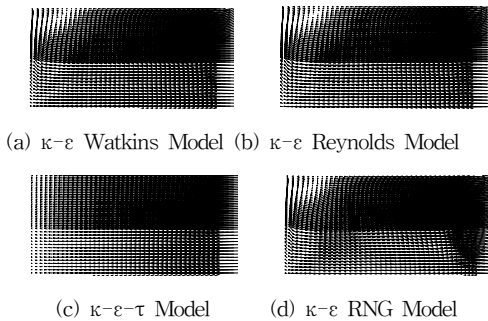 (a) κ-ε Watkins Model (b) κ-ε Reynolds Model
(c) κ-ε-τ Model (d) κ-ε RNG Model